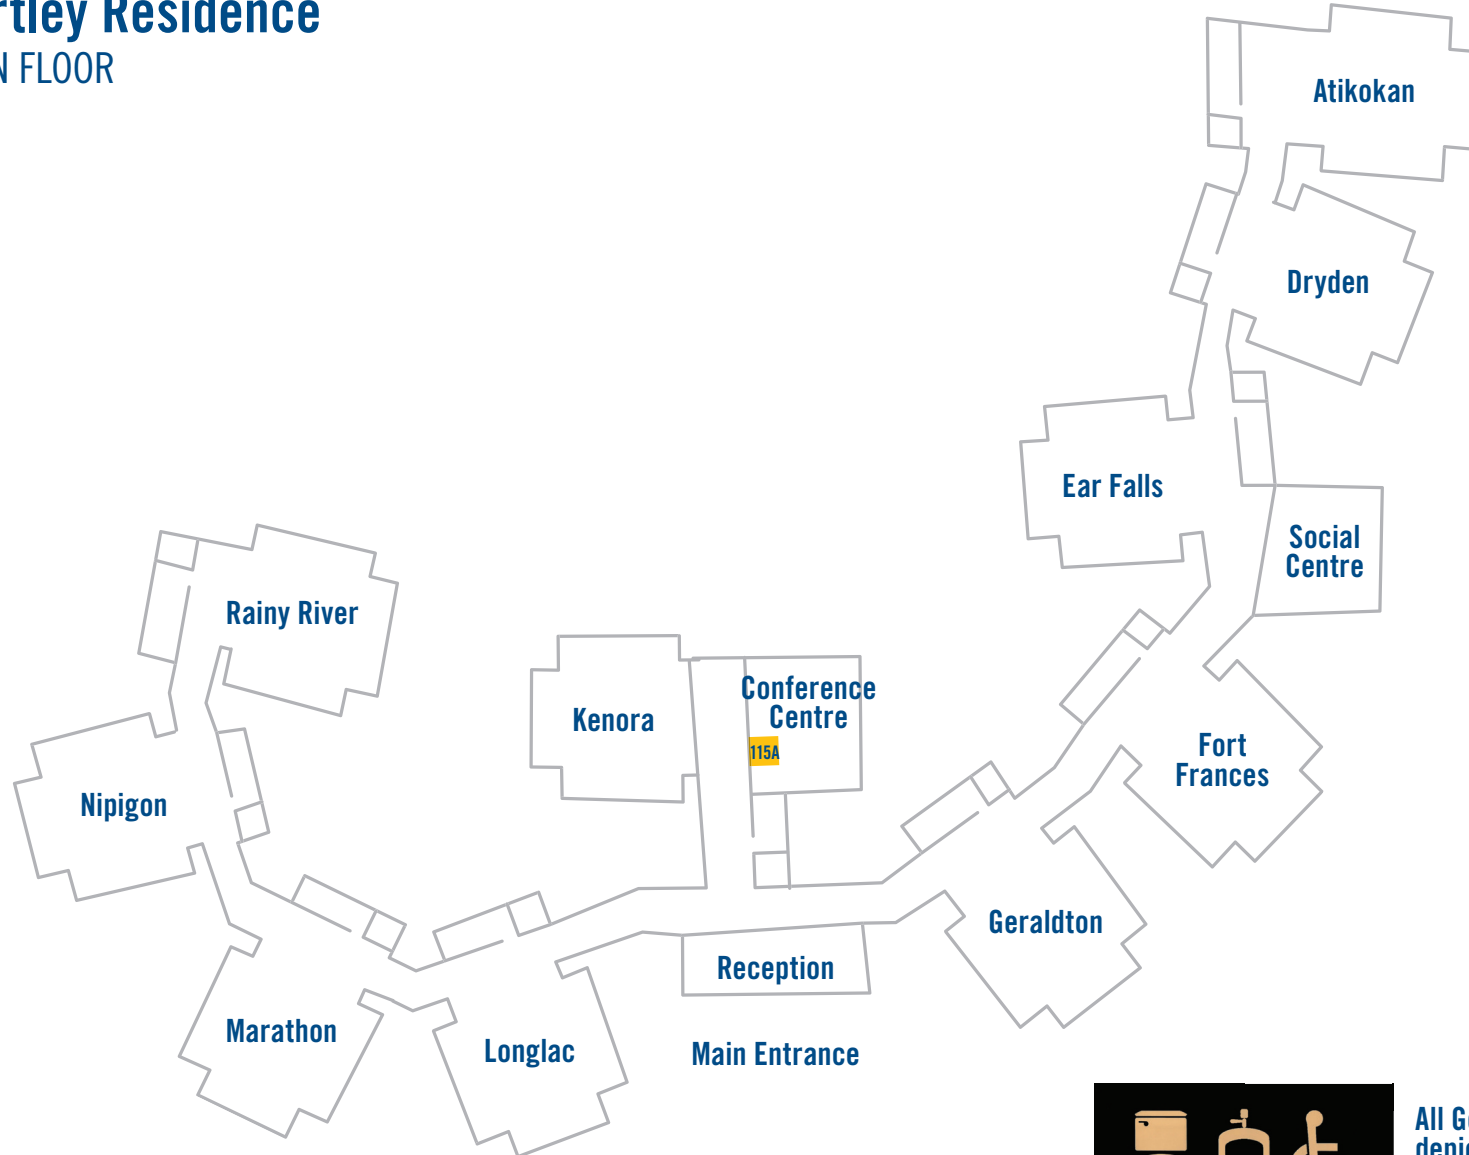 rtley Residence
N FLOOR
Atikokan
Dryden
Ear Falls
Social
Centre
Rainy River
Conference
Centre
Kenora
115A
Fort
Frances
Nipigon
Geraldton
Reception
Marathon
Longlac
Main Entrance
All G